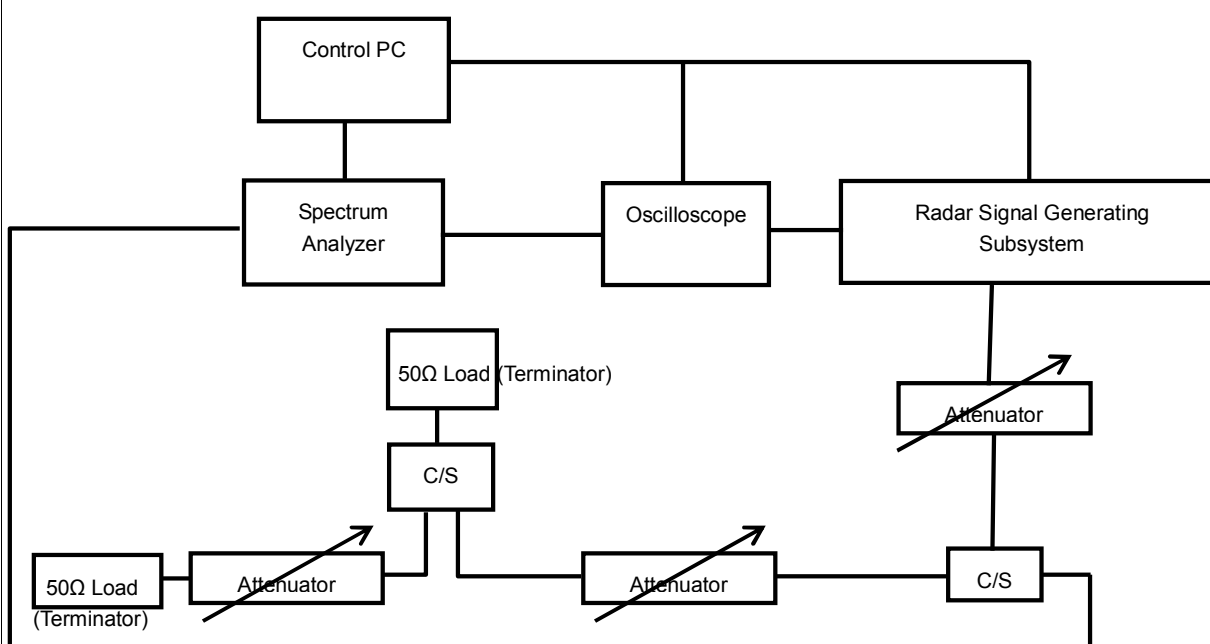 Control PC
Spectrum
Analyzer
Oscilloscope
Radar Signal Generating
Subsystem
50Ω Load (Terminator)
Attenuator
C/S
50Ω Load
(Terminator)
Attenuator
Attenuator
C/S